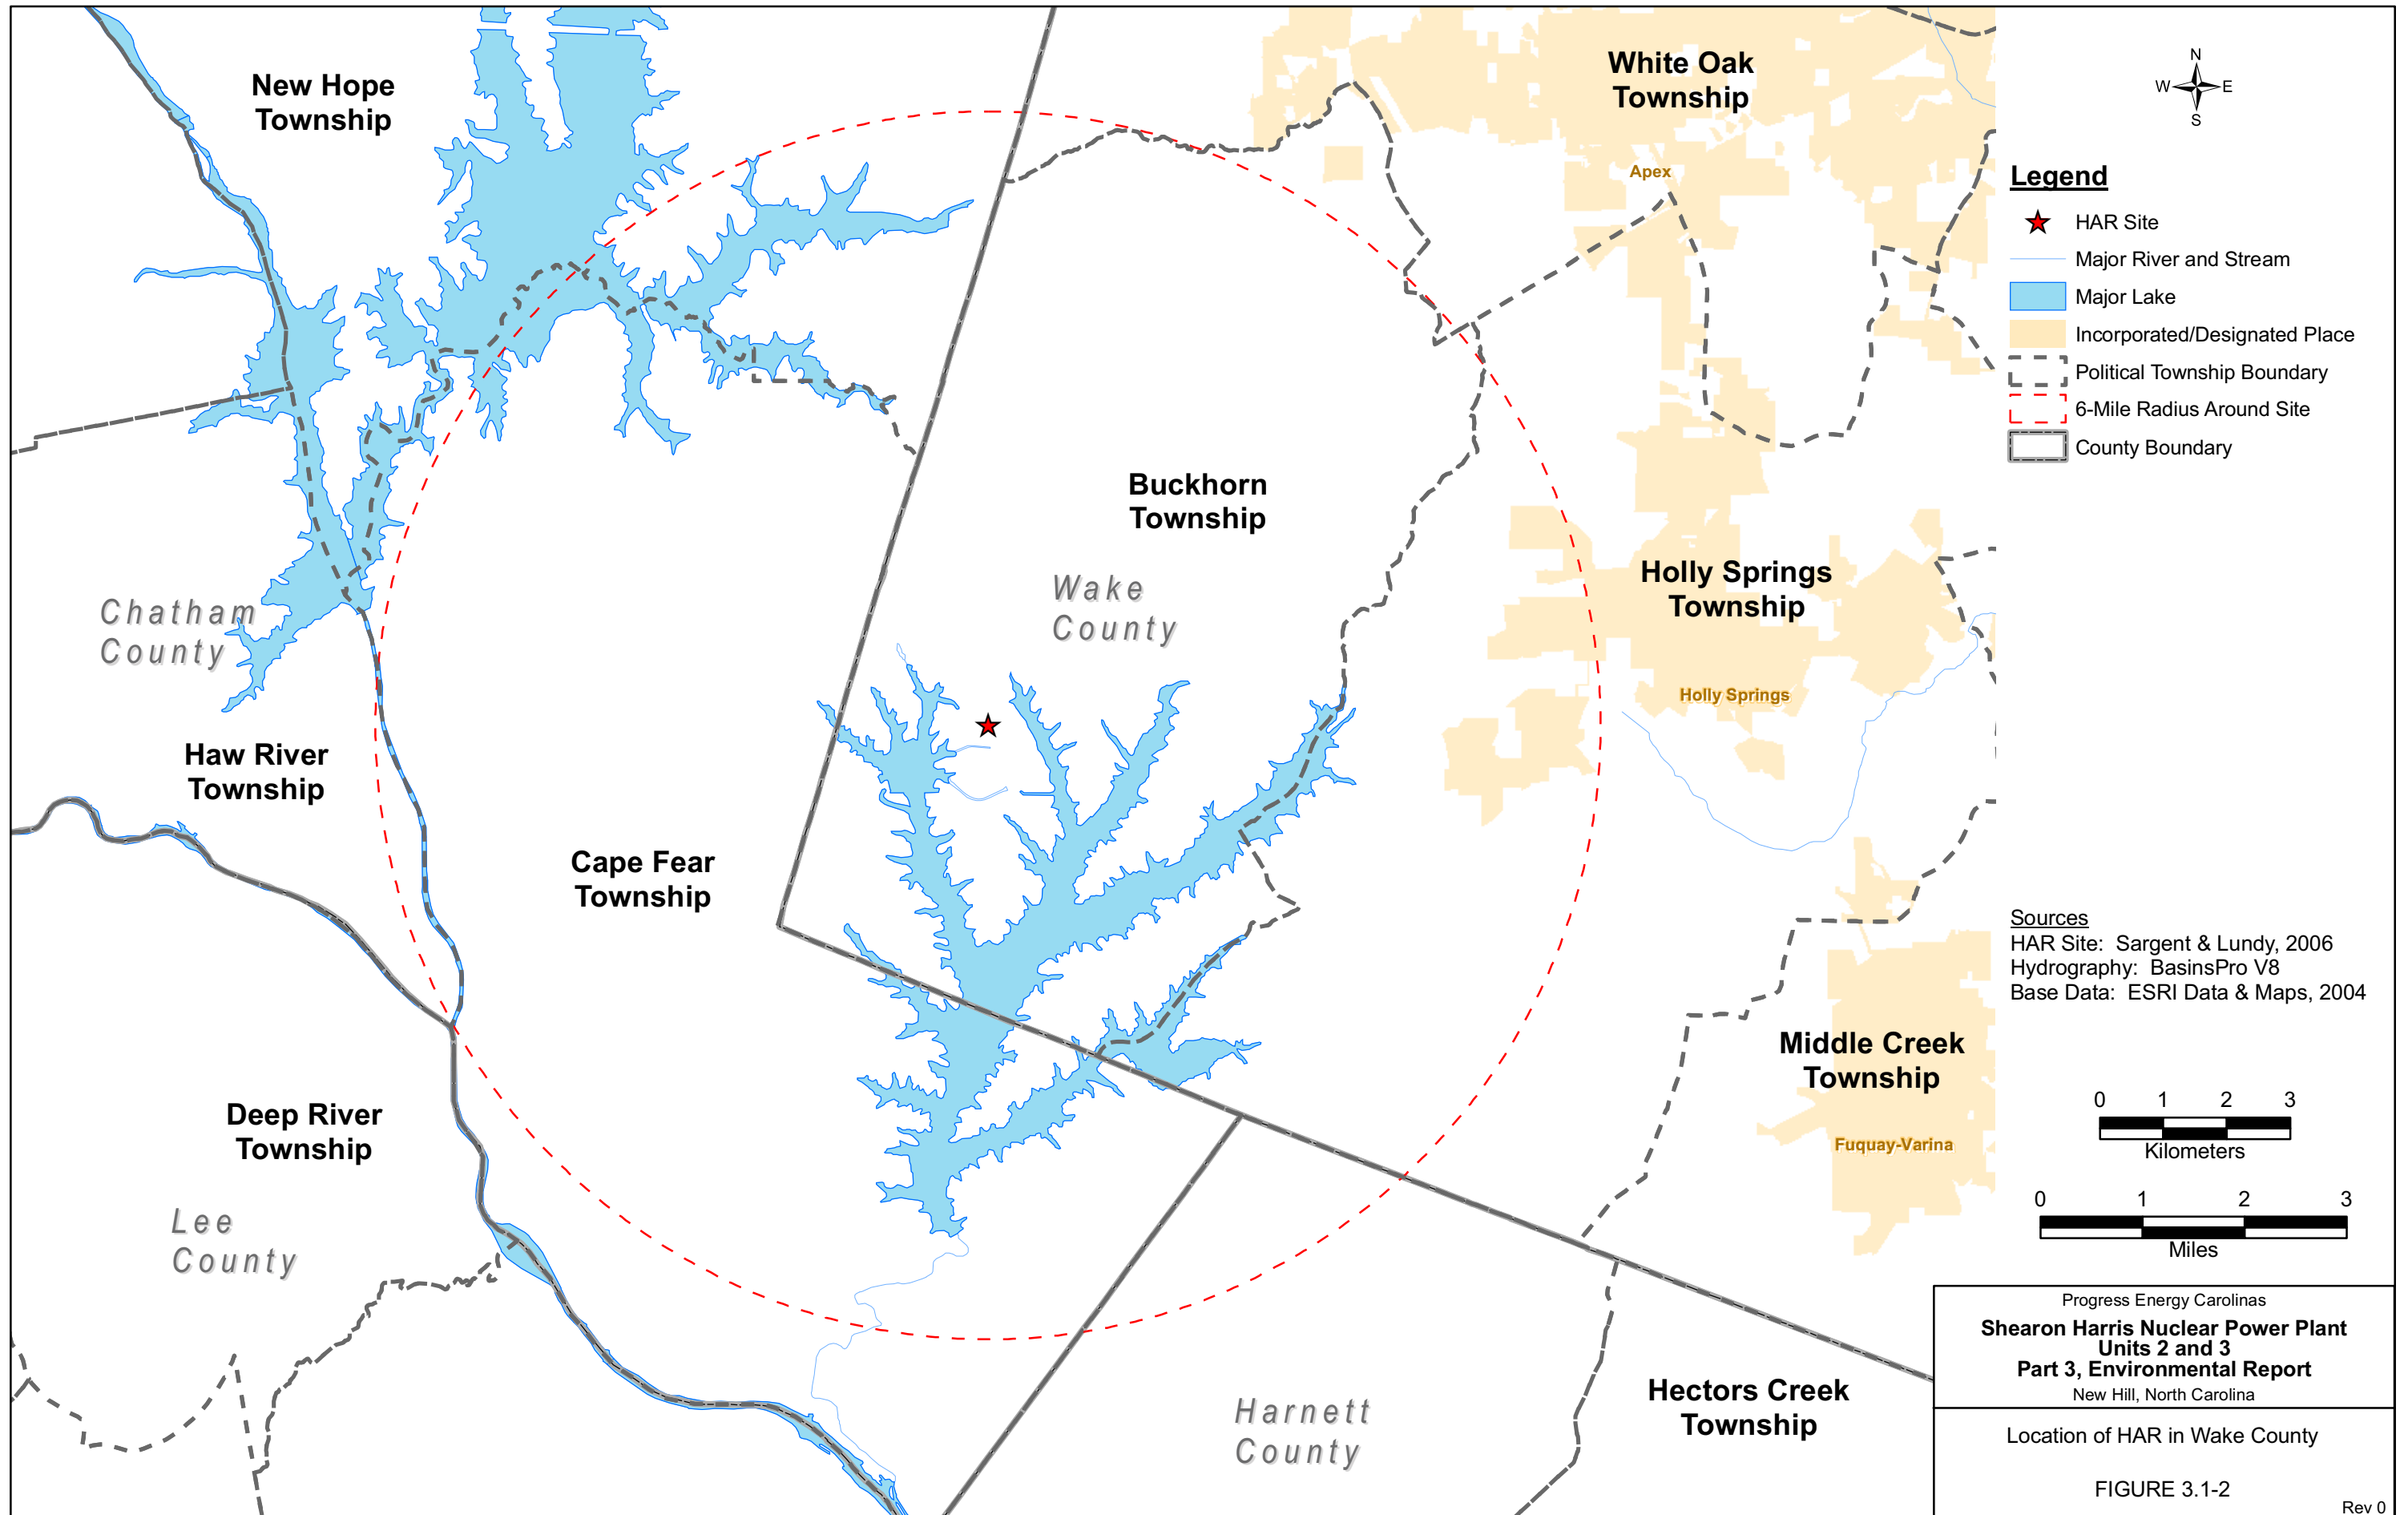 New Hope
Township
White Oak
Township
N
W E
S
Apex
Legend
HAR Site
Major River and Stream
Major Lake
Incorporated/Designated Place
Political Township Boundary
6-Mile Radius Around Site
County Boundary
Buckhorn
Township
Wake
County
Holly Springs
Township
Chatham
County
Holly Springs
Haw River
Township
Cape Fear
Township
Sources
HAR Site: Sargent & Lundy, 2006
Hydrography: BasinsPro V8
Base Data: ESRI Data & Maps, 2004
Middle Creek
Township
Fuquay-Varina
0 1 2 3
Kilometers
0 1 2 3
Miles
Deep River
Township
Lee
County
Harnett
County
Hectors Creek
Township
Progress Energy Carolinas
Shearon Harris Nuclear Power Plant
Units 2 and 3
Part 3, Environmental Report
New Hill, North Carolina
Location of HAR in Wake County
FIGURE 3.1-2
Rev 0